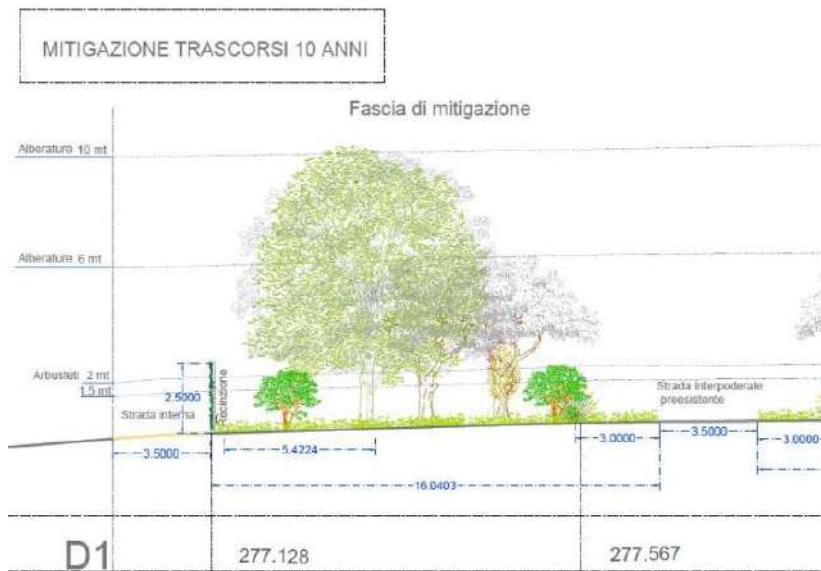 MITIGAZIONE TRASCORSI 10 ANNI
Fascia di mitigazione
Alberature 10 mt
Alberature 6 mt
Arbusteti 2 mt
1.5 mt
2.5000
Recinzione
Strada interna
Strada interpoderale
preesistente
3.5000
5.4224
3.0000
3.5000
3.0000
16.0403
D1
277.128
277.567